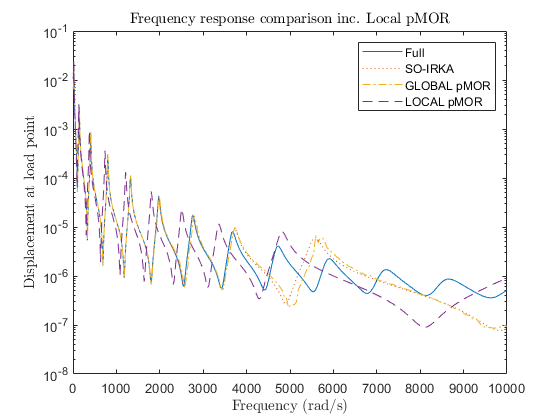 Frequency response comparison inc. Local pMOR
10^-1
10^-2
10^-3
10^-4
10^-5
10^-6
10^-7
10^-8
Displacement at load point
Full
SO-IRKA
GLOBAL pMOR
LOCAL pMOR
0 1000 2000 3000 4000 5000 6000 7000 8000 9000 10000
Frequency (rad/s)